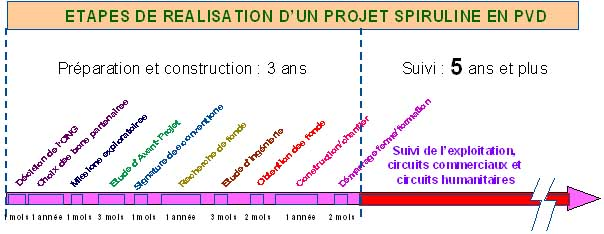 ETAPES DE REALISATION D'UN PROJET SPIRULINE EN PVD
Préparation et construction : 3 ans
Suivi : 5 ans et plus
Décision de l'ONG
Choix des bons partenaires
Missions exploratoires
Etude d'Avant-Projet
Signature des conventions
Recherche de fonds
Etude d'ingénierie
Obtention des fonds
Construction/chantier
Démarrage ferme/formation
Suivi de l'exploitation,
circuits commerciaux et
circuits humanitaires
1 mois 1 année 1 mois 3 mois 1 mois 1 année 3 mois 2 mois 1 année 2 mois